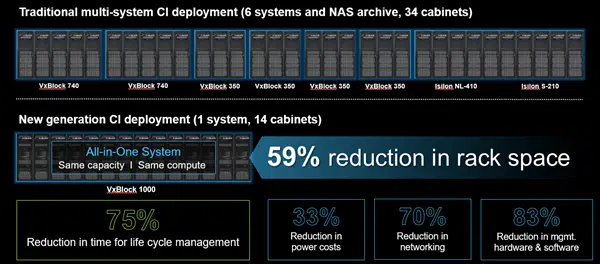 Traditional multi-system CI deployment (6 systems and NAS archive, 34 cabinets)
VxBlock 740 VxBlock 740 VxBlock 350 VxBlock 350 VxBlock 350 VxBlock 350 Isilon NL-410 Isilon S-210
New generation CI deployment (1 system, 14 cabinets)
All-in-One System
Same capacity I Same compute
VxBlock 1000
59% reduction in rack space
75%
Reduction in time for life cycle management
33%
Reduction in
power costs
70%
Reduction in
networking
83%
Reduction in mgmt.
hardware & software